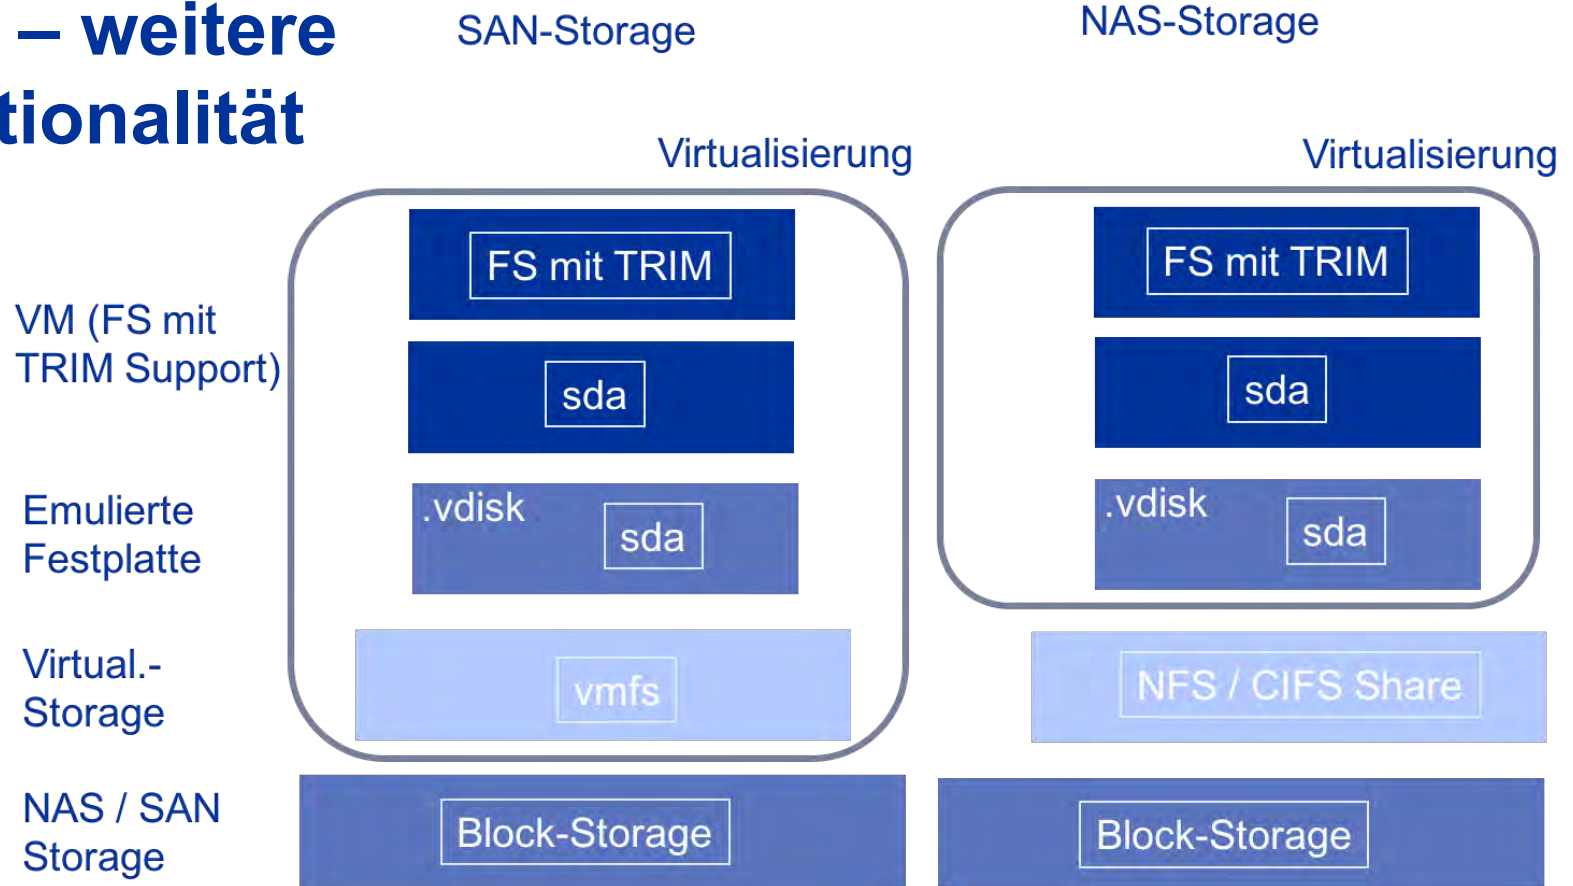 – weitere
tionalität
SAN-Storage
NAS-Storage
Virtualisierung
Virtualisierung
VM (FS mit
TRIM Support)
FS mit TRIM
FS mit TRIM
sda
sda
Emulierte
Festplatte
.vdisk
sda
.vdisk
sda
Virtual.-
Storage
vmfs
NFS / CIFS Share
NAS / SAN
Storage
Block-Storage
Block-Storage